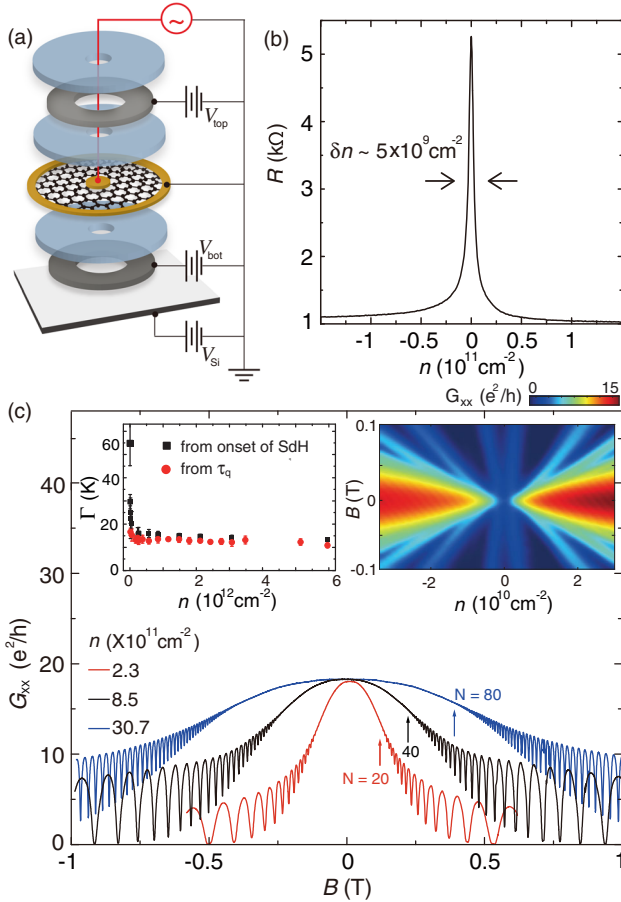 (a)
~
V_top
V_bot
V_Si
(b)
R (kΩ)
5
4
3
2
1
δn ~ 5x10⁹cm⁻²
-1 -0.5 0 0.5 1
n (10¹¹cm⁻²)
(c)
G_xx (e²/h) 0 15
G_xx (e²/h)
40
30
20
10
0
Γ (K)
60
40
20
0
from onset of SdH
from τ_q
0 2 4 6
n (10¹²cm⁻²)
B (T)
0.1
0
-0.1
-2 0 2
n (10¹⁰cm⁻²)
n (X10¹¹cm⁻²)
2.3
8.5
30.7
N = 80
40
N = 20
-1 -0.5 0 0.5 1
B (T)